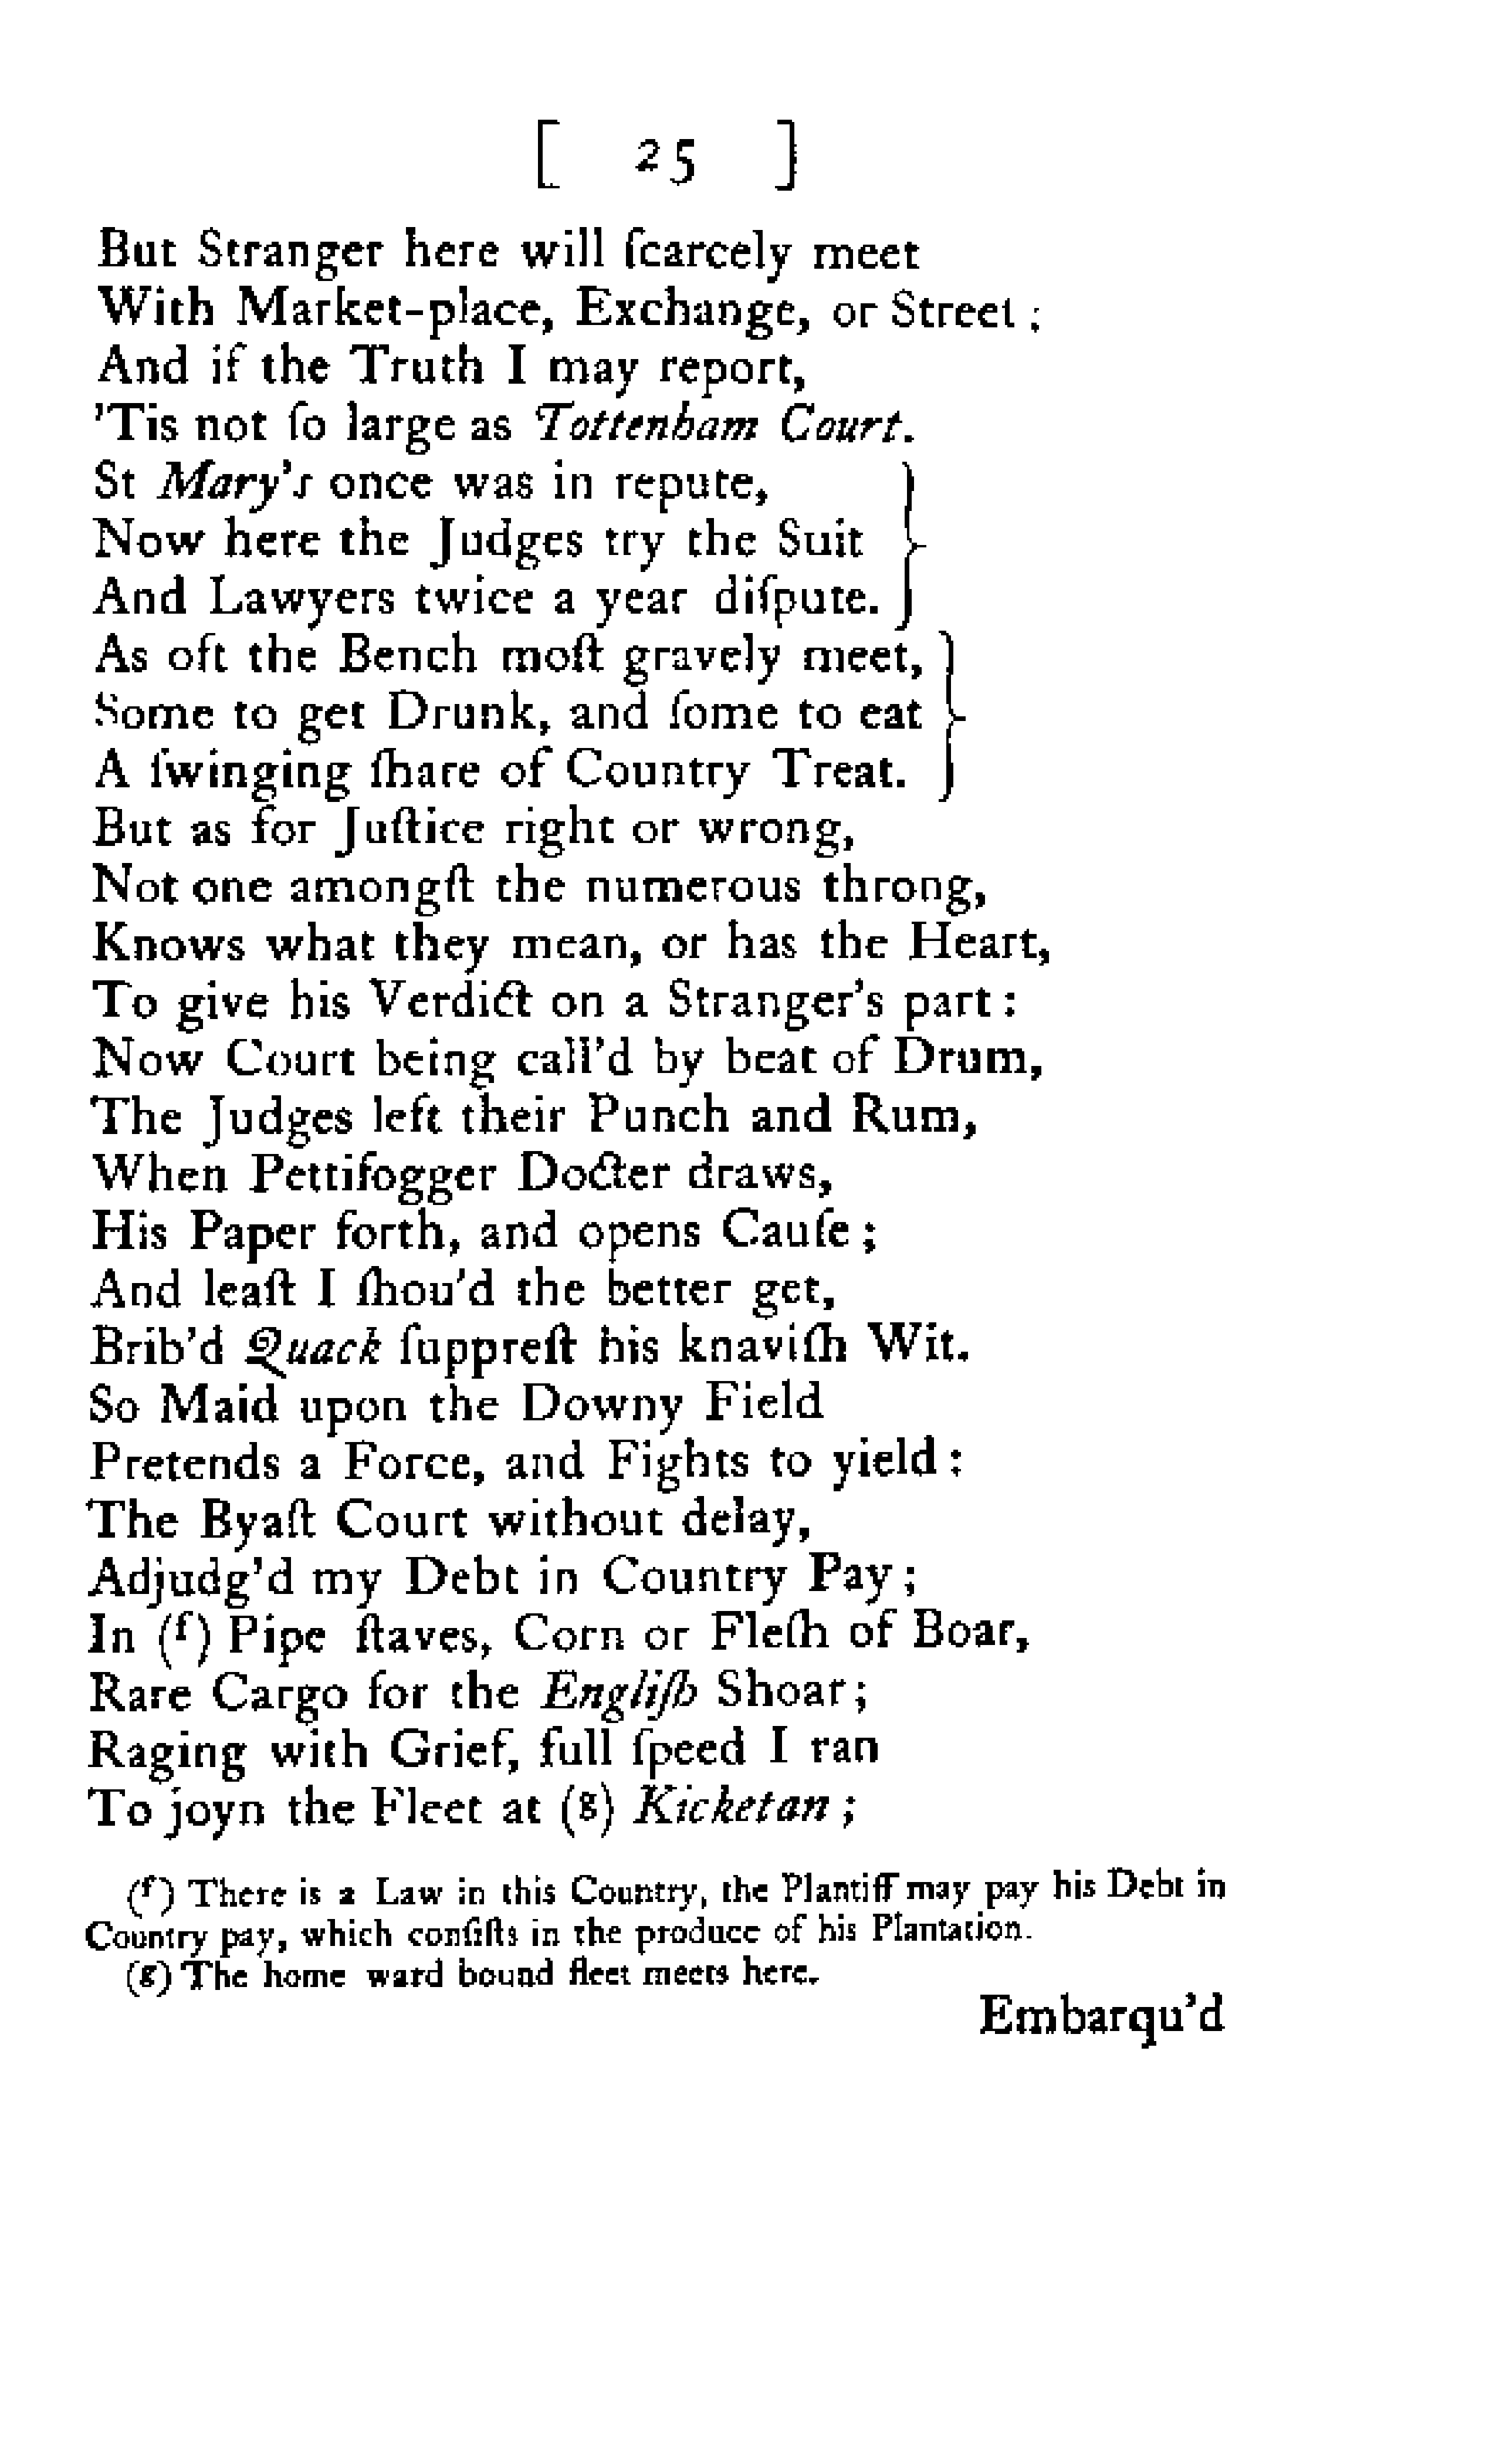 [ 25 ]
But Stranger here will ſcarcely meet
With Market-place, Exchange, or Street;
And if the Truth I may report,
'Tis not ſo large as Tottenham Court.
St Mary's once was in repute,
Now here the Judges try the Suit
And Lawyers twice a year diſpute.
As oft the Bench moſt gravely meet,
Some to get Drunk, and ſome to eat
A ſwinging ſhare of Country Treat.
But as for Juſtice right or wrong,
Not one amongſt the numerous throng,
Knows what they mean, or has the Heart,
To give his Verdict on a Stranger's part:
Now Court being call'd by beat of Drum,
The Judges left their Punch and Rum,
When Pettifogger Docter draws,
His Paper forth, and opens Cauſe;
And leaſt I ſhou'd the better get,
Brib'd Quack ſuppreſt his knaviſh Wit.
So Maid upon the Downy Field
Pretends a Force, and Fights to yield:
The Byaſt Court without delay,
Adjudg'd my Debt in Country Pay;
In (f) Pipe ſtaves, Corn or Fleſh of Boar,
Rare Cargo for the Engliſh Shoar;
Raging with Grief, full ſpeed I ran
To joyn the Fleet at (g) Kicketan;
(f) There is a Law in this Country, the Plantiff may pay his Debt in
Country pay, which conſiſts in the produce of his Plantation.
(g) The home ward bound fleet meets here.
Embarqu'd